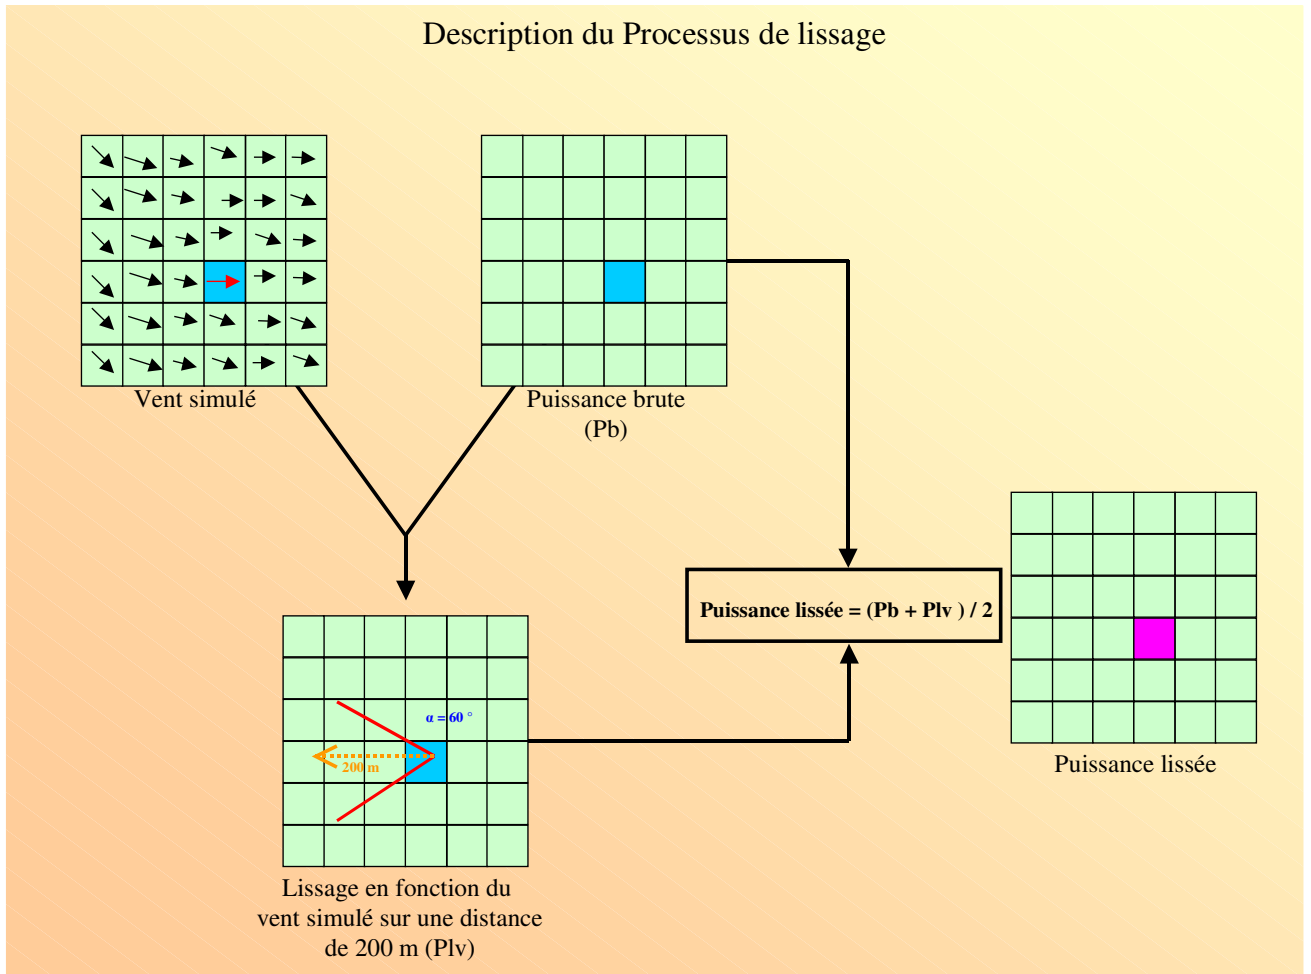 Description du Processus de lissage
Vent simulé
Puissance brute
(Pb)
Puissance lissée = (Pb + Plv ) / 2
α = 60 °
200 m
Puissance lissée
Lissage en fonction du
vent simulé sur une distance
de 200 m (Plv)